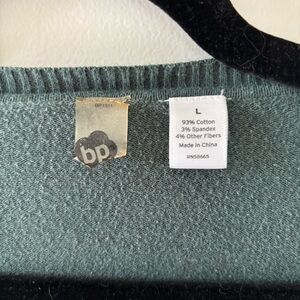 bp.
L
93% Cotton
3% Spandex
4% Other Fibers
Made in China
RN58665